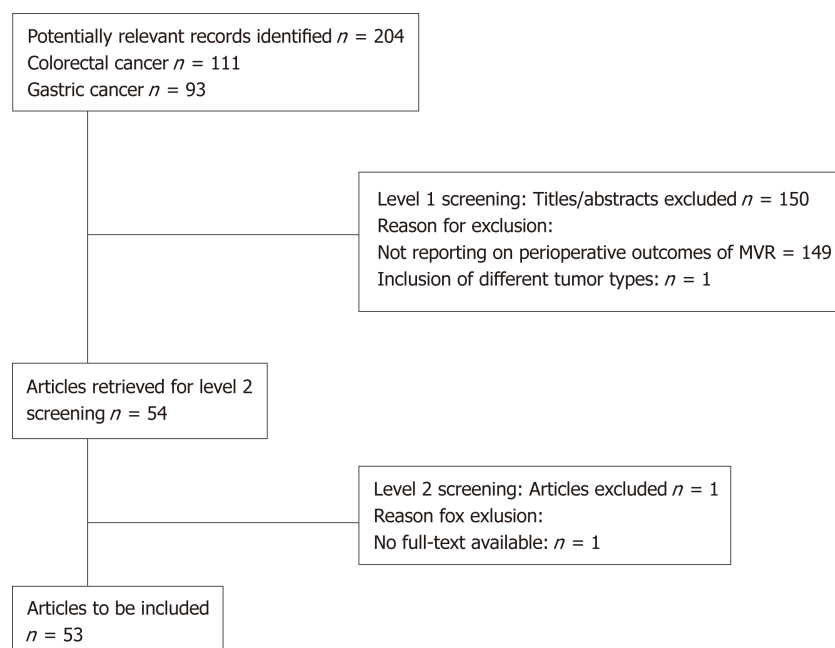 Potentially relevant records identified n = 204
Colorectal cancer n = 111
Gastric cancer n = 93
Level 1 screening: Titles/abstracts excluded n = 150
Reason for exclusion:
Not reporting on perioperative outcomes of MVR = 149
Inclusion of different tumor types: n = 1
Articles retrieved for level 2
screening n = 54
Level 2 screening: Articles excluded n = 1
Reason fox exlusion:
No full-text available: n = 1
Articles to be included
n = 53